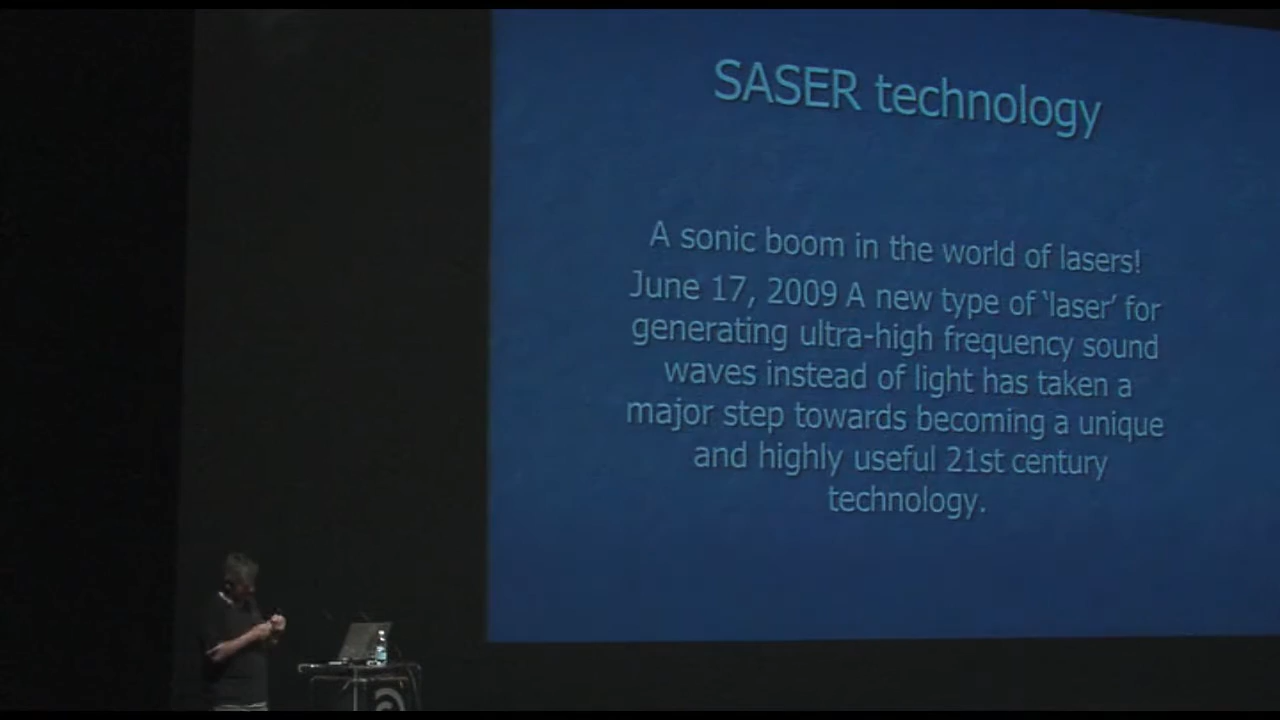 SASER technology
A sonic boom in the world of lasers!
June 17, 2009 A new type of ‘laser’ for
generating ultra-high frequency sound
waves instead of light has taken a
major step towards becoming a unique
and highly useful 21st century
technology.